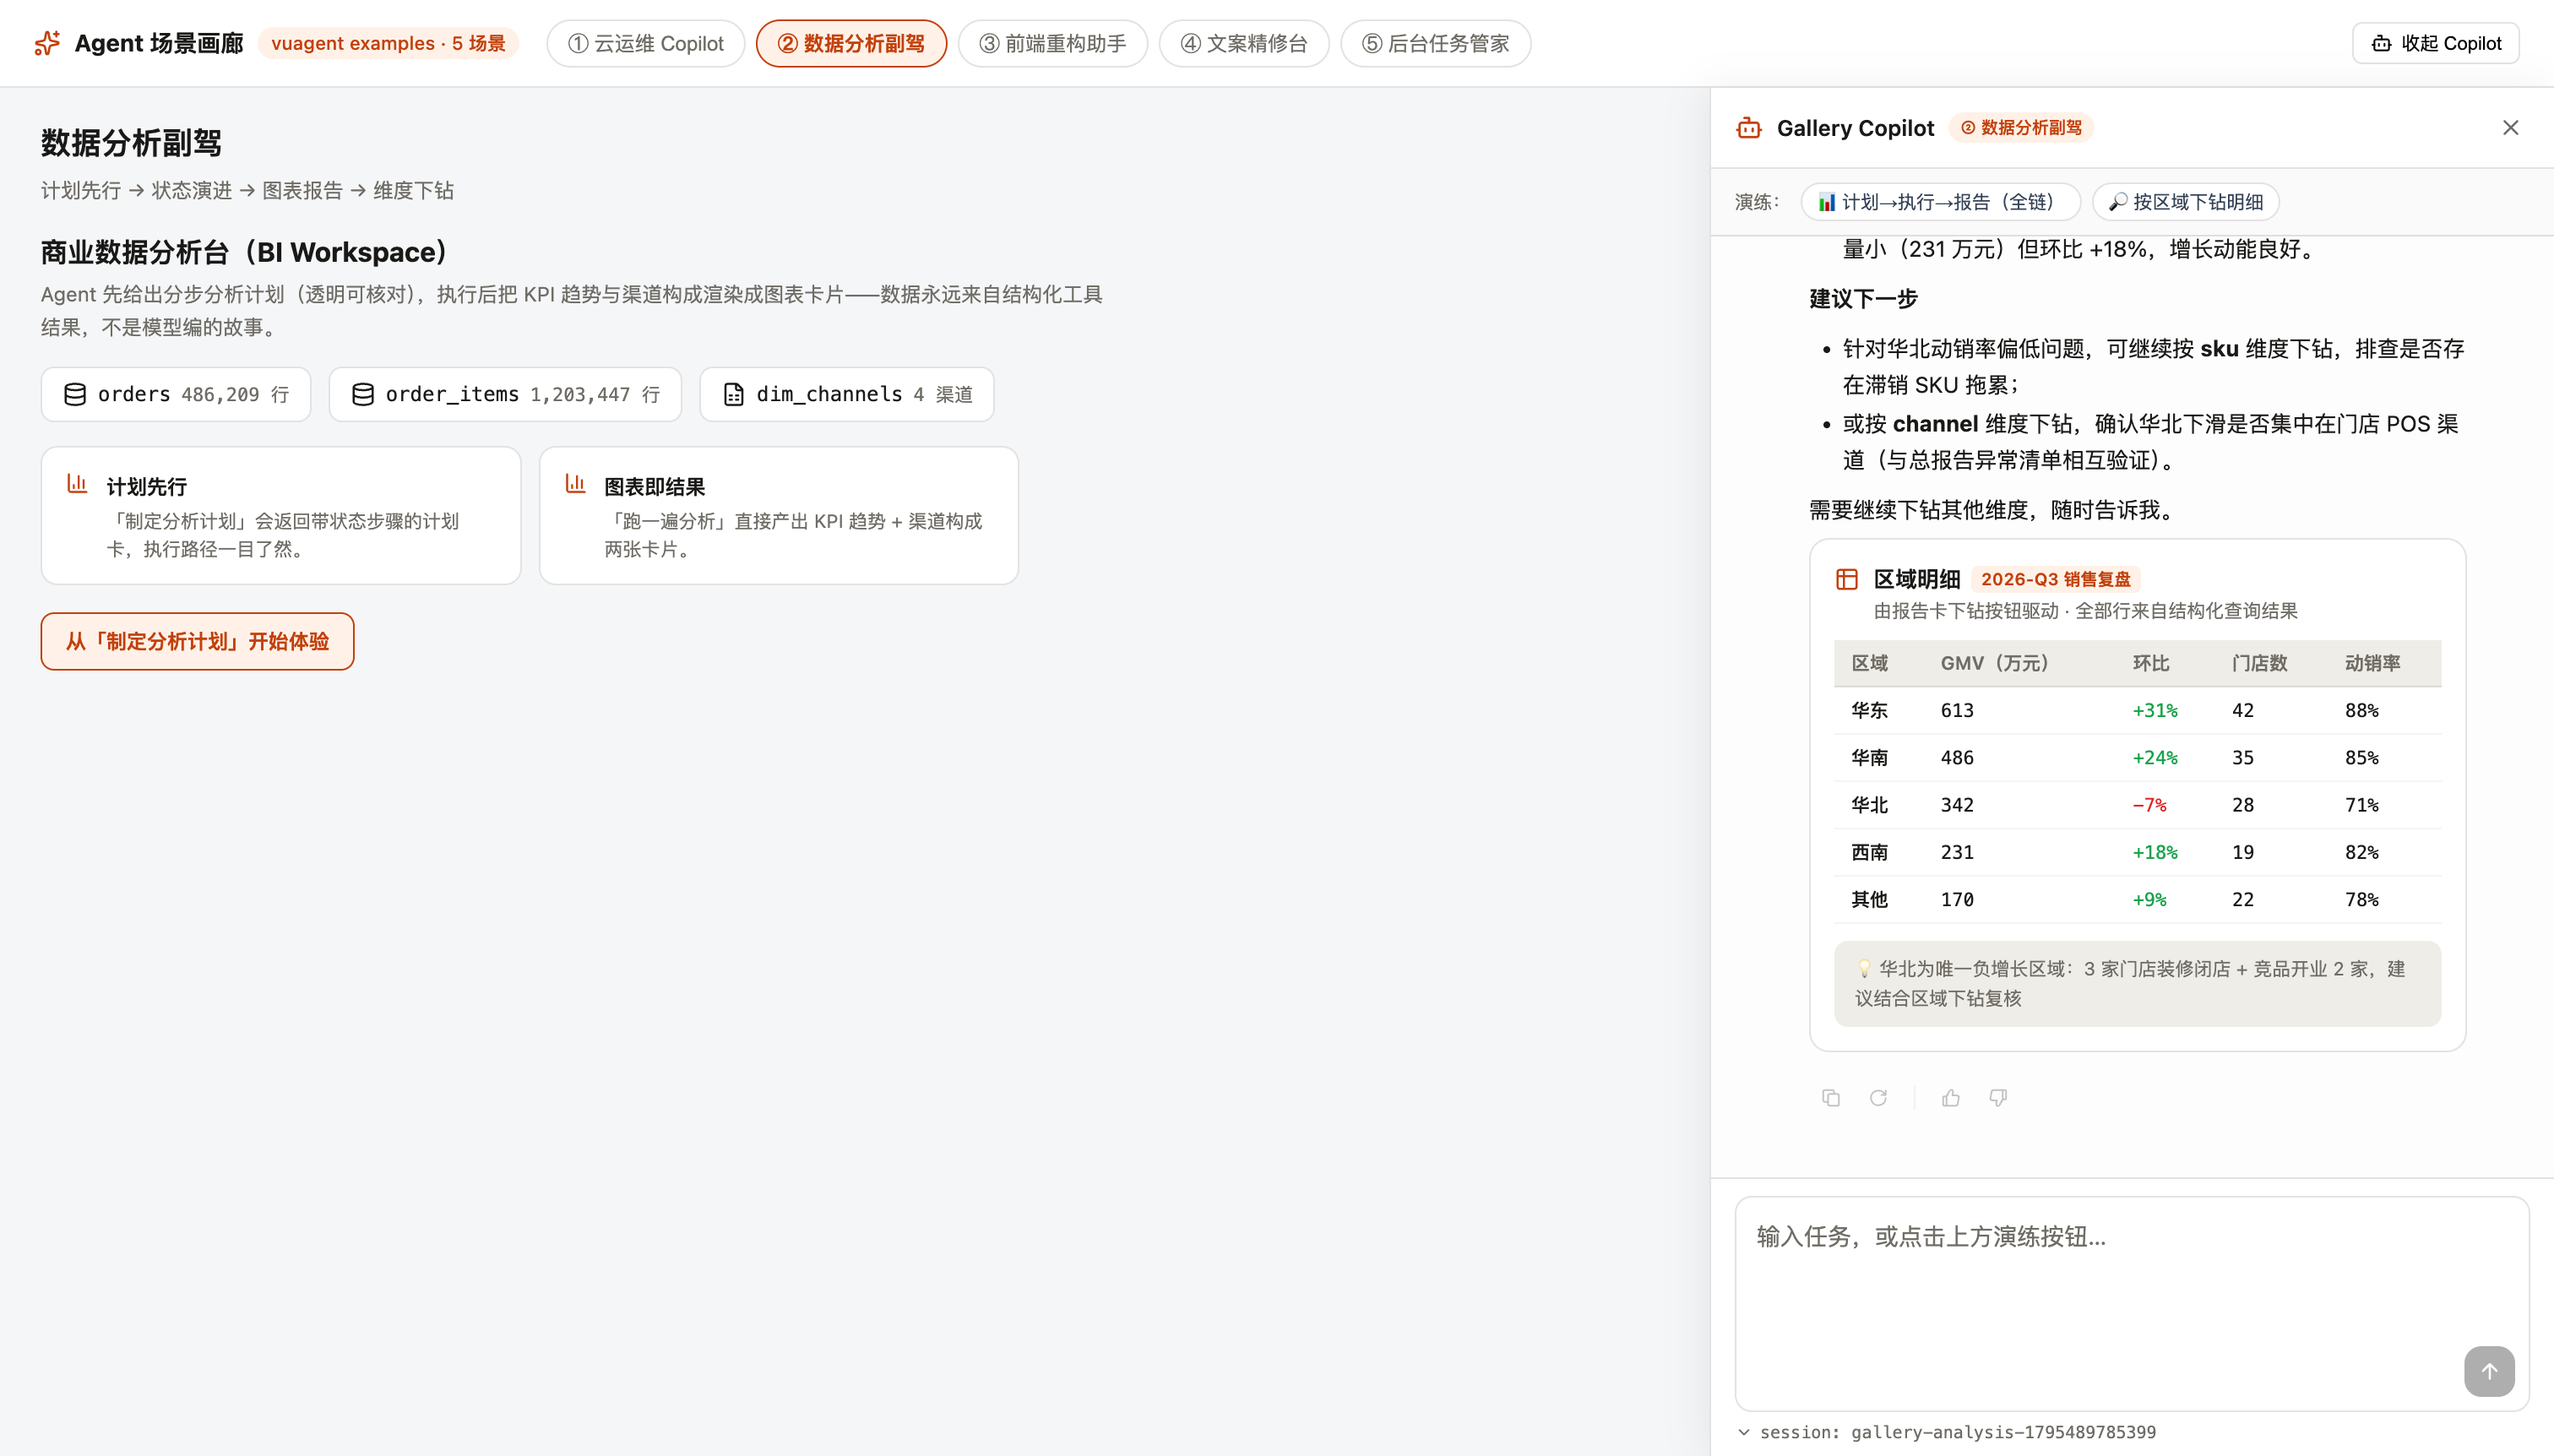 Agent 场景画廊
vuagent examples · 5 场景
① 云运维 Copilot
② 数据分析副驾
③ 前端重构助手
④ 文案精修台
⑤ 后台任务管家
收起 Copilot
数据分析副驾
计划先行 → 状态演进 → 图表报告 → 维度下钻
商业数据分析台（BI Workspace）
Agent 先给出分步分析计划（透明可核对），执行后把 KPI 趋势与渠道构成渲染成图表卡片——数据永远来自结构化工具
结果，不是模型编的故事。
orders 486,209 行
order_items 1,203,447 行
dim_channels 4 渠道
计划先行
「制定分析计划」会返回带状态步骤的计划
卡，执行路径一目了然。
图表即结果
「跑一遍分析」直接产出 KPI 趋势 + 渠道构成
两张卡片。
从「制定分析计划」开始体验
Gallery Copilot
② 数据分析副驾
演练：
📊 计划→执行→报告（全链）
🔎 按区域下钻明细
量小（231 万元）但环比 +18%，增长动能良好。
建议下一步
• 针对华北动销率偏低问题，可继续按 sku 维度下钻，排查是否存
在滞销 SKU 拖累；
• 或按 channel 维度下钻，确认华北下滑是否集中在门店 POS 渠
道（与总报告异常清单相互验证）。
需要继续下钻其他维度，随时告诉我。
区域明细 2026-Q3 销售复盘
由报告卡下钻按钮驱动 · 全部行来自结构化查询结果
区域 GMV（万元） 环比 门店数 动销率
华东 613 +31% 42 88%
华南 486 +24% 35 85%
华北 342 −7% 28 71%
西南 231 +18% 19 82%
其他 170 +9% 22 78%
💡 华北为唯一负增长区域：3 家门店装修闭店 + 竞品开业 2 家，建
议结合区域下钻复核
输入任务，或点击上方演练按钮...
session: gallery-analysis-1795489785399